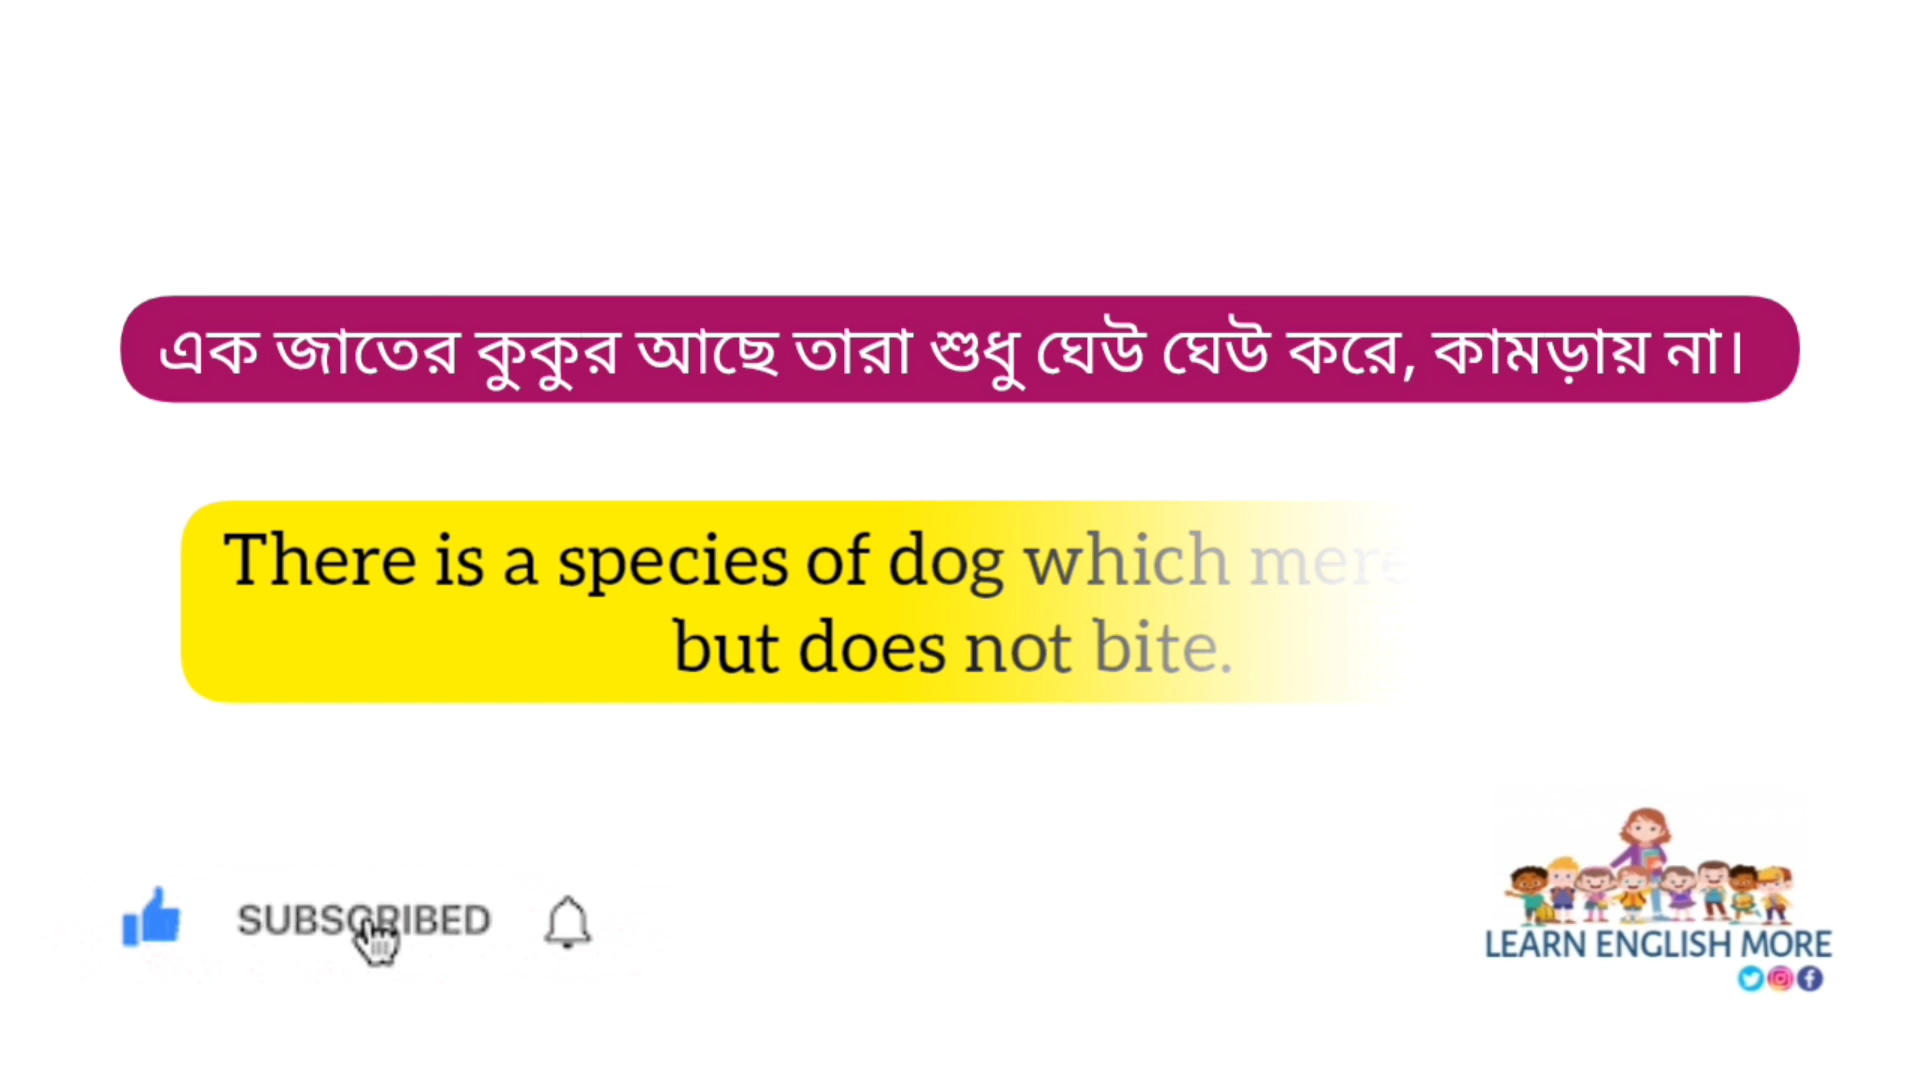 এক জাতের কুকুর আছে তারা শুধু ঘেউ ঘেউ করে, কামড়ায় না।
There is a species of dog which
but does not bite.
SUBSCRIBED
LEARN ENGLISH MORE